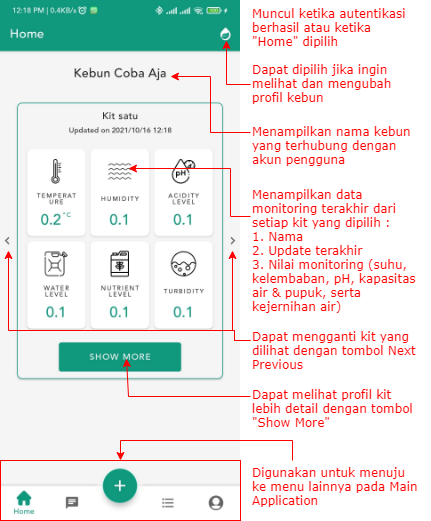 12:18 PM | 0.4KB/s
Home
Kebun Coba Aja
Kit satu
Updated on 2021/10/16 12:18
TEMPERAT
URE
0.2 °C
HUMIDITY
0.1
pH
ACIDITY
LEVEL
0.1
WATER
LEVEL
0.1
NUTRIENT
LEVEL
0.1
TURBIDITY
0.1
SHOW MORE
Home
Muncul ketika autentikasi
berhasil atau ketika
"Home" dipilih
Dapat dipilih jika ingin
melihat dan mengubah
profil kebun
Menampilkan nama kebun
yang terhubung dengan
akun pengguna
Menampilkan data
monitoring terakhir dari
setiap kit yang dipilih :
1. Nama
2. Update terakhir
3. Nilai monitoring (suhu,
kelembaban, pH, kapasitas
air & pupuk, serta
kejernihan air)
Dapat mengganti kit yang
dilihat dengan tombol Next
Previous
Dapat melihat profil kit
lebih detail dengan tombol
"Show More"
Digunakan untuk menuju
ke menu lainnya pada Main
Application